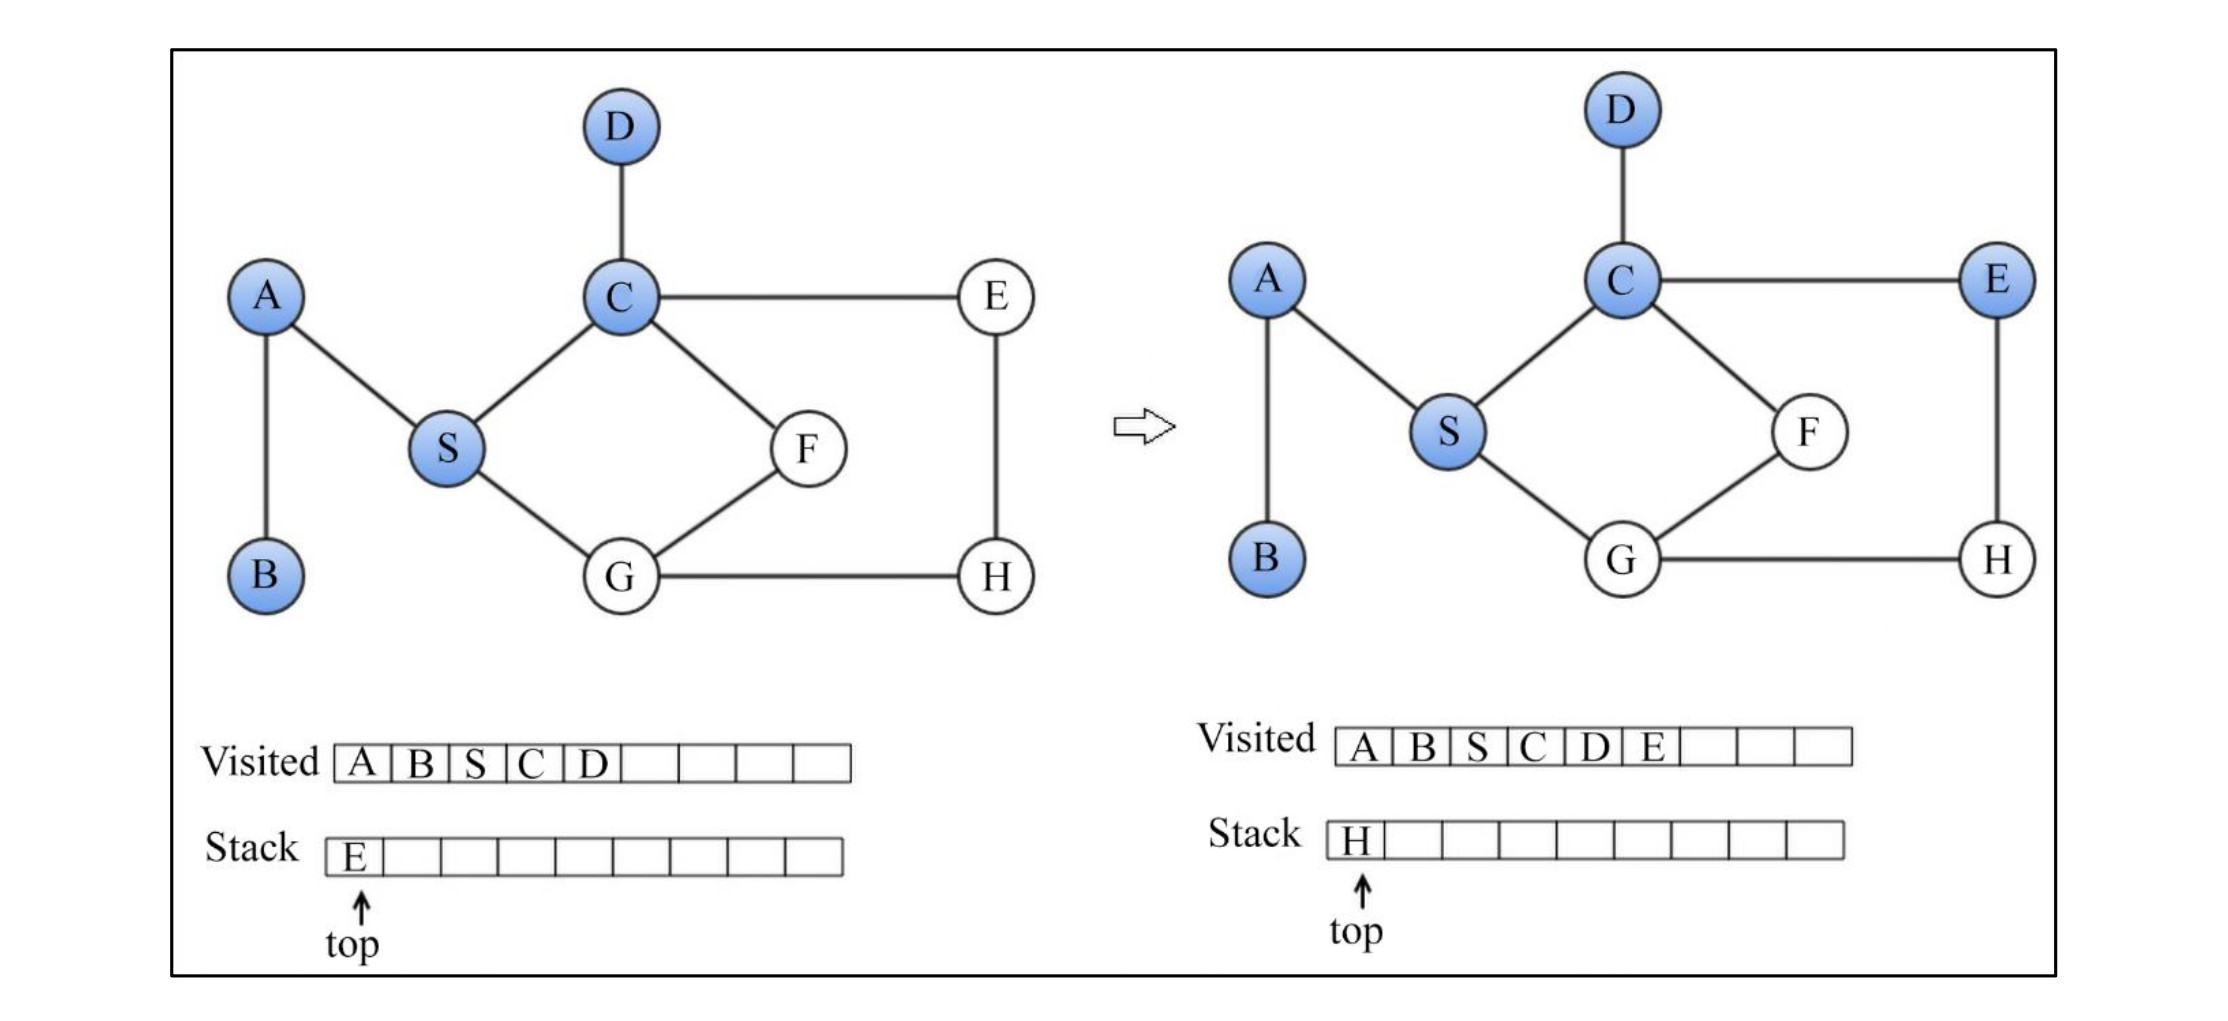 D
A C E
S F
B G H
Visited A B S C D
Stack E
top
D
A C E
S F
B G H
Visited A B S C D E
Stack H
top